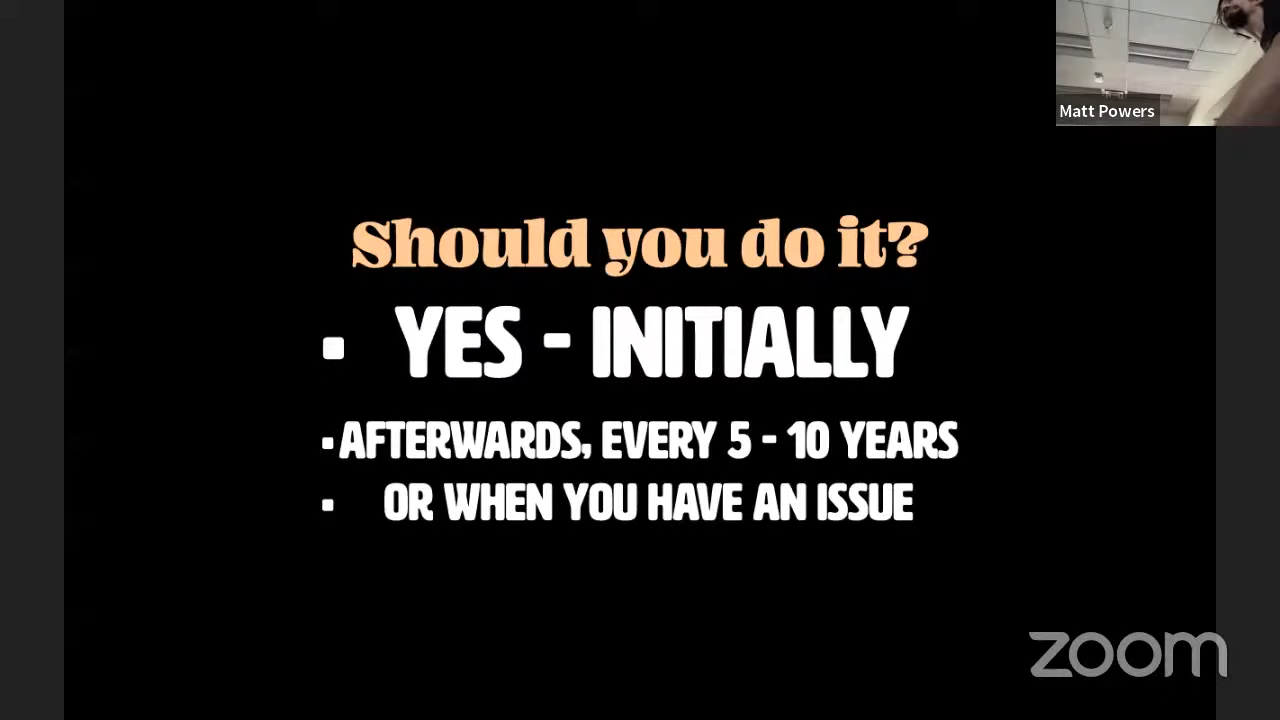 Matt Powers
Should you do it?
▪ YES - INITIALLY
▪ AFTERWARDS, EVERY 5 - 10 YEARS
▪ OR WHEN YOU HAVE AN ISSUE
zoom